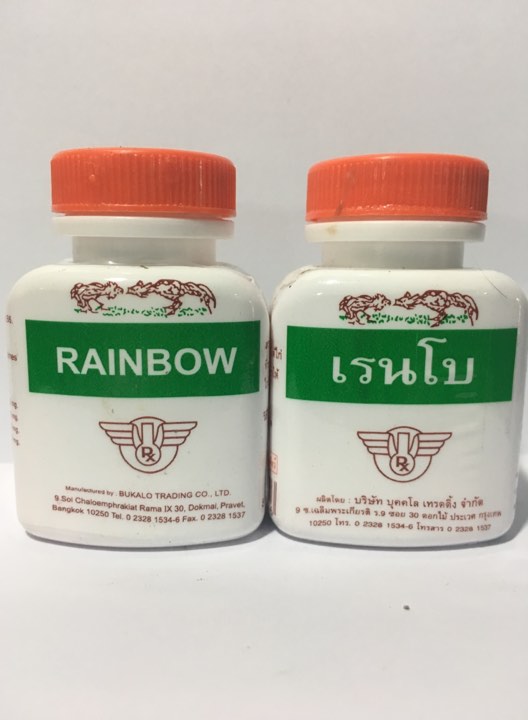 RAINBOW
RX
Manufactured by BUKALO TRADING CO., LTD.
9.Soi Chaloemphrakiat Rama IX 30, Dokmai, Pravet,
Bangkok 10250 Tel. 0 2328 1534-6 Fax. 0 2328 1537
เรนโบ
RX
ผลิตโดย : บริษัท บุคคโล เทรดดิ้ง จำกัด
9 ซ.เฉลิมพระเกียรติ ร.9 ซอย 30 ดอกไม้ ประเวศ กรุงเทพ
10250 โทร. 0 2328 1534-6 โทรสาร 0 2328 1537